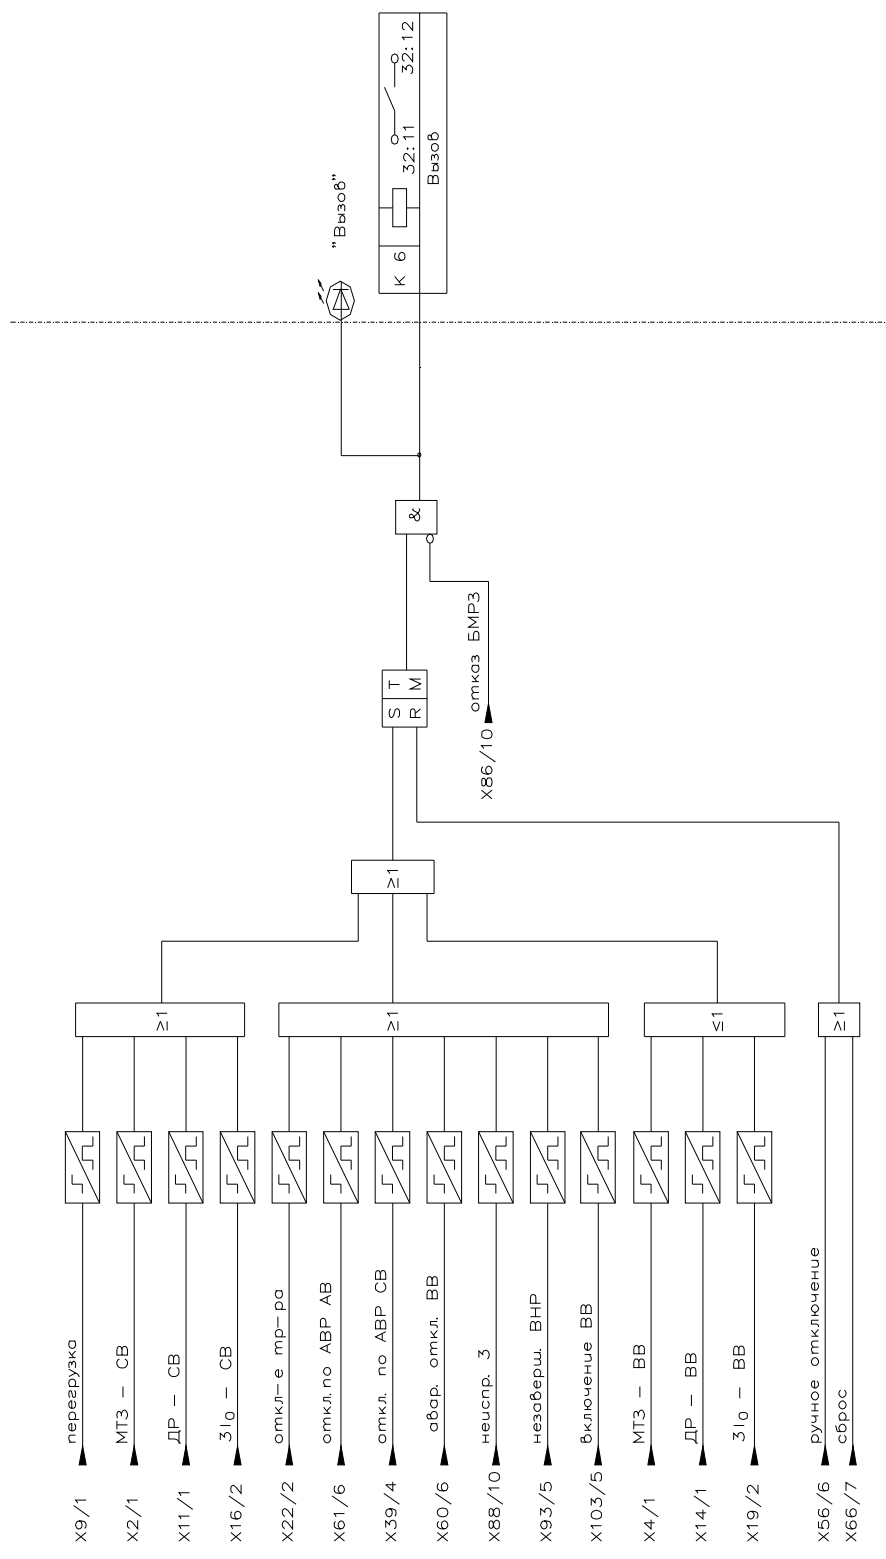 "Вызов"
К 6
32:11
32:12
Вызов
&
отказ БМРЗ
X86/10
S T
R M
≥1
≥1
≥1
≤1
≥1
перегрузка
X9/1
МТЗ – СВ
X2/1
ДР – СВ
X11/1
3I0 – СВ
X16/2
откл-е тр-ра
X22/2
откл.по АВР АВ
X61/6
откл. по АВР СВ
X39/4
авар. откл. ВВ
X60/6
неиспр. 3
X88/10
незаверш. ВНР
X93/5
включение ВВ
X103/5
МТЗ – ВВ
X4/1
ДР – ВВ
X14/1
3I0 – ВВ
X19/2
ручное отключение
X56/6
сброс
X66/7